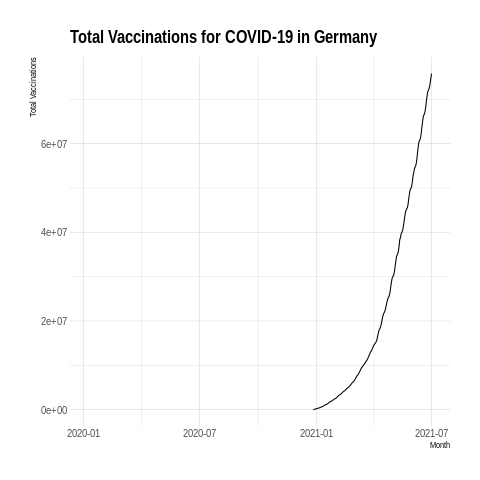 Total Vaccinations for COVID-19 in Germany
Total Vaccinations
6e+07
4e+07
2e+07
0e+00
2020-01 2020-07 2021-01 2021-07
Month